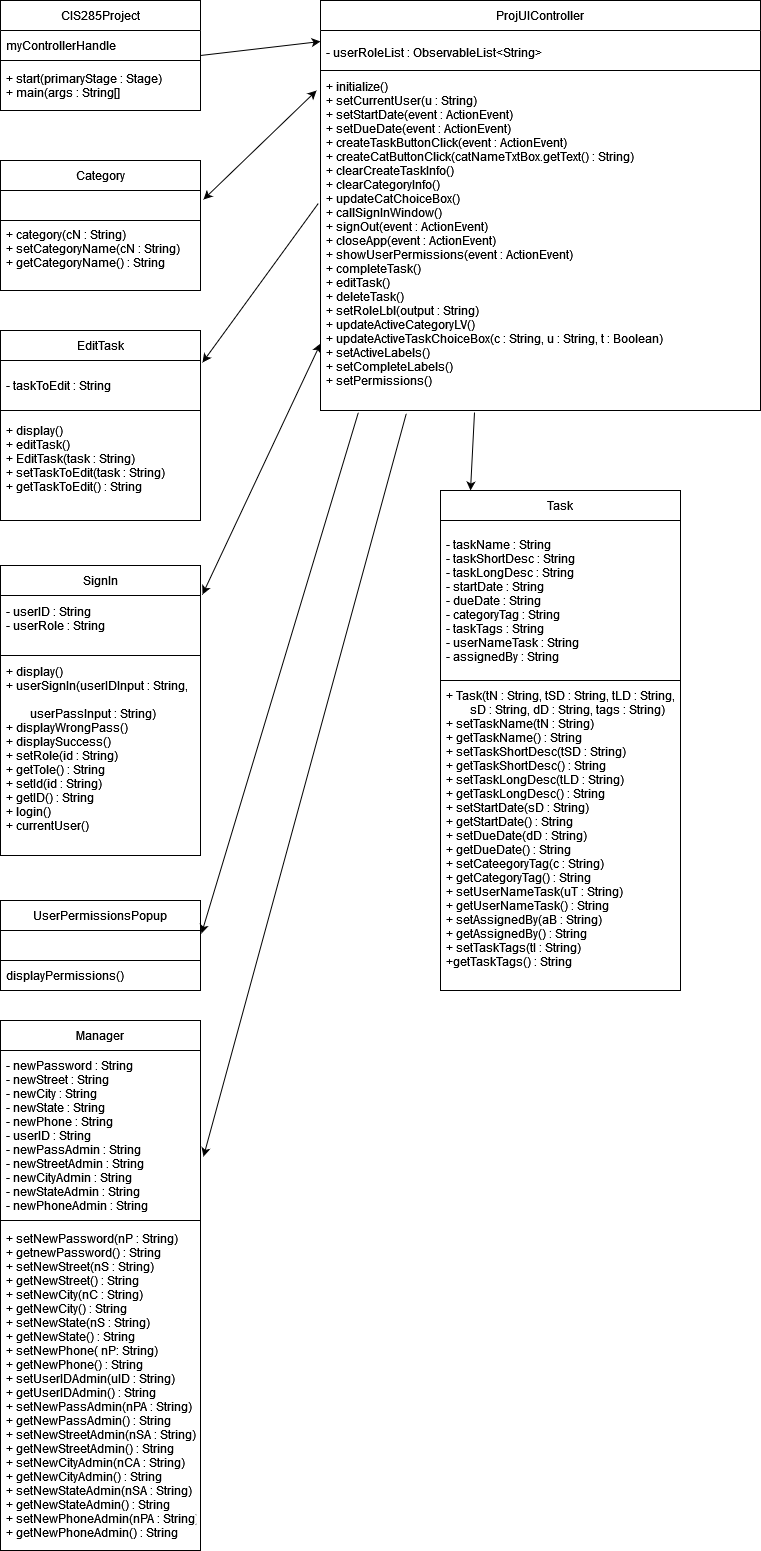 CIS285Project
myControllerHandle
+ start(primaryStage : Stage)
+ main(args : String[]
ProjUIController
- userRoleList : ObservableList<String>
+ initialize()
+ setCurrentUser(u : String)
+ setStartDate(event : ActionEvent)
+ setDueDate(event : ActionEvent)
+ createTaskButtonClick(event : ActionEvent)
+ createCatButtonClick(catNameTxtBox.getText() : String)
+ clearCreateTaskInfo()
+ clearCategoryInfo()
+ updateCatChoiceBox()
+ callSignInWindow()
+ signOut(event : ActionEvent)
+ closeApp(event : ActionEvent)
+ showUserPermissions(event : ActionEvent)
+ completeTask()
+ editTask()
+ deleteTask()
+ setRoleLbl(output : String)
+ updateActiveCategoryLV()
+ updateActiveTaskChoiceBox(c : String, u : String, t : Boolean)
+ setActiveLabels()
+ setCompleteLabels()
+ setPermissions()
Category
+ category(cN : String)
+ setCategoryName(cN : String)
+ getCategoryName() : String
EditTask
- taskToEdit : String
+ display()
+ editTask()
+ EditTask(task : String)
+ setTaskToEdit(task : String)
+ getTaskToEdit() : String
SignIn
- userID : String
- userRole : String
+ display()
+ userSignIn(userIDInput : String,
userPassInput : String)
+ displayWrongPass()
+ displaySuccess()
+ setRole(id : String)
+ getTole() : String
+ setId(id : String)
+ getID() : String
+ login()
+ currentUser()
Task
- taskName : String
- taskShortDesc : String
- taskLongDesc : String
- startDate : String
- dueDate : String
- categoryTag : String
- taskTags : String
- userNameTask : String
- assignedBy : String
+ Task(tN : String, tSD : String, tLD : String,
sD : String, dD : String, tags : String)
+ setTaskName(tN : String)
+ getTaskName() : String
+ setTaskShortDesc(tSD : String)
+ getTaskShortDesc() : String
+ setTaskLongDesc(tLD : String)
+ getTaskLongDesc() : String
+ setStartDate(sD : String)
+ getStartDate() : String
+ setDueDate(dD : String)
+ getDueDate() : String
+ setCateegoryTag(c : String)
+ getCategoryTag() : String
+ setUserNameTask(uT : String)
+ getUserNameTask() : String
+ setAssignedBy(aB : String)
+ getAssignedBy() : String
+ setTaskTags(tl : String)
+getTaskTags() : String
UserPermissionsPopup
displayPermissions()
Manager
- newPassword : String
- newStreet : String
- newCity : String
- newState : String
- newPhone : String
- userID : String
- newPassAdmin : String
- newStreetAdmin : String
- newCityAdmin : String
- newStateAdmin : String
- newPhoneAdmin : String
+ setNewPassword(nP : String)
+ getnewPassword() : String
+ setNewStreet(nS : String)
+ getNewStreet() : String
+ setNewCity(nC : String)
+ getNewCity() : String
+ setNewState(nS : String)
+ getNewState() : String
+ setNewPhone( nP: String)
+ getNewPhone() : String
+ setUserIDAdmin(uID : String)
+ getUserIDAdmin() : String
+ setNewPassAdmin(nPA : String)
+ getNewPassAdmin() : String
+ setNewStreetAdmin(nSA : String)
+ getNewStreetAdmin() : String
+ setNewCityAdmin(nCA : String)
+ getNewCityAdmin() : String
+ setNewStateAdmin(nSA : String)
+ getNewStateAdmin() : String
+ setNewPhoneAdmin(nPA : String
+ getNewPhoneAdmin() : String